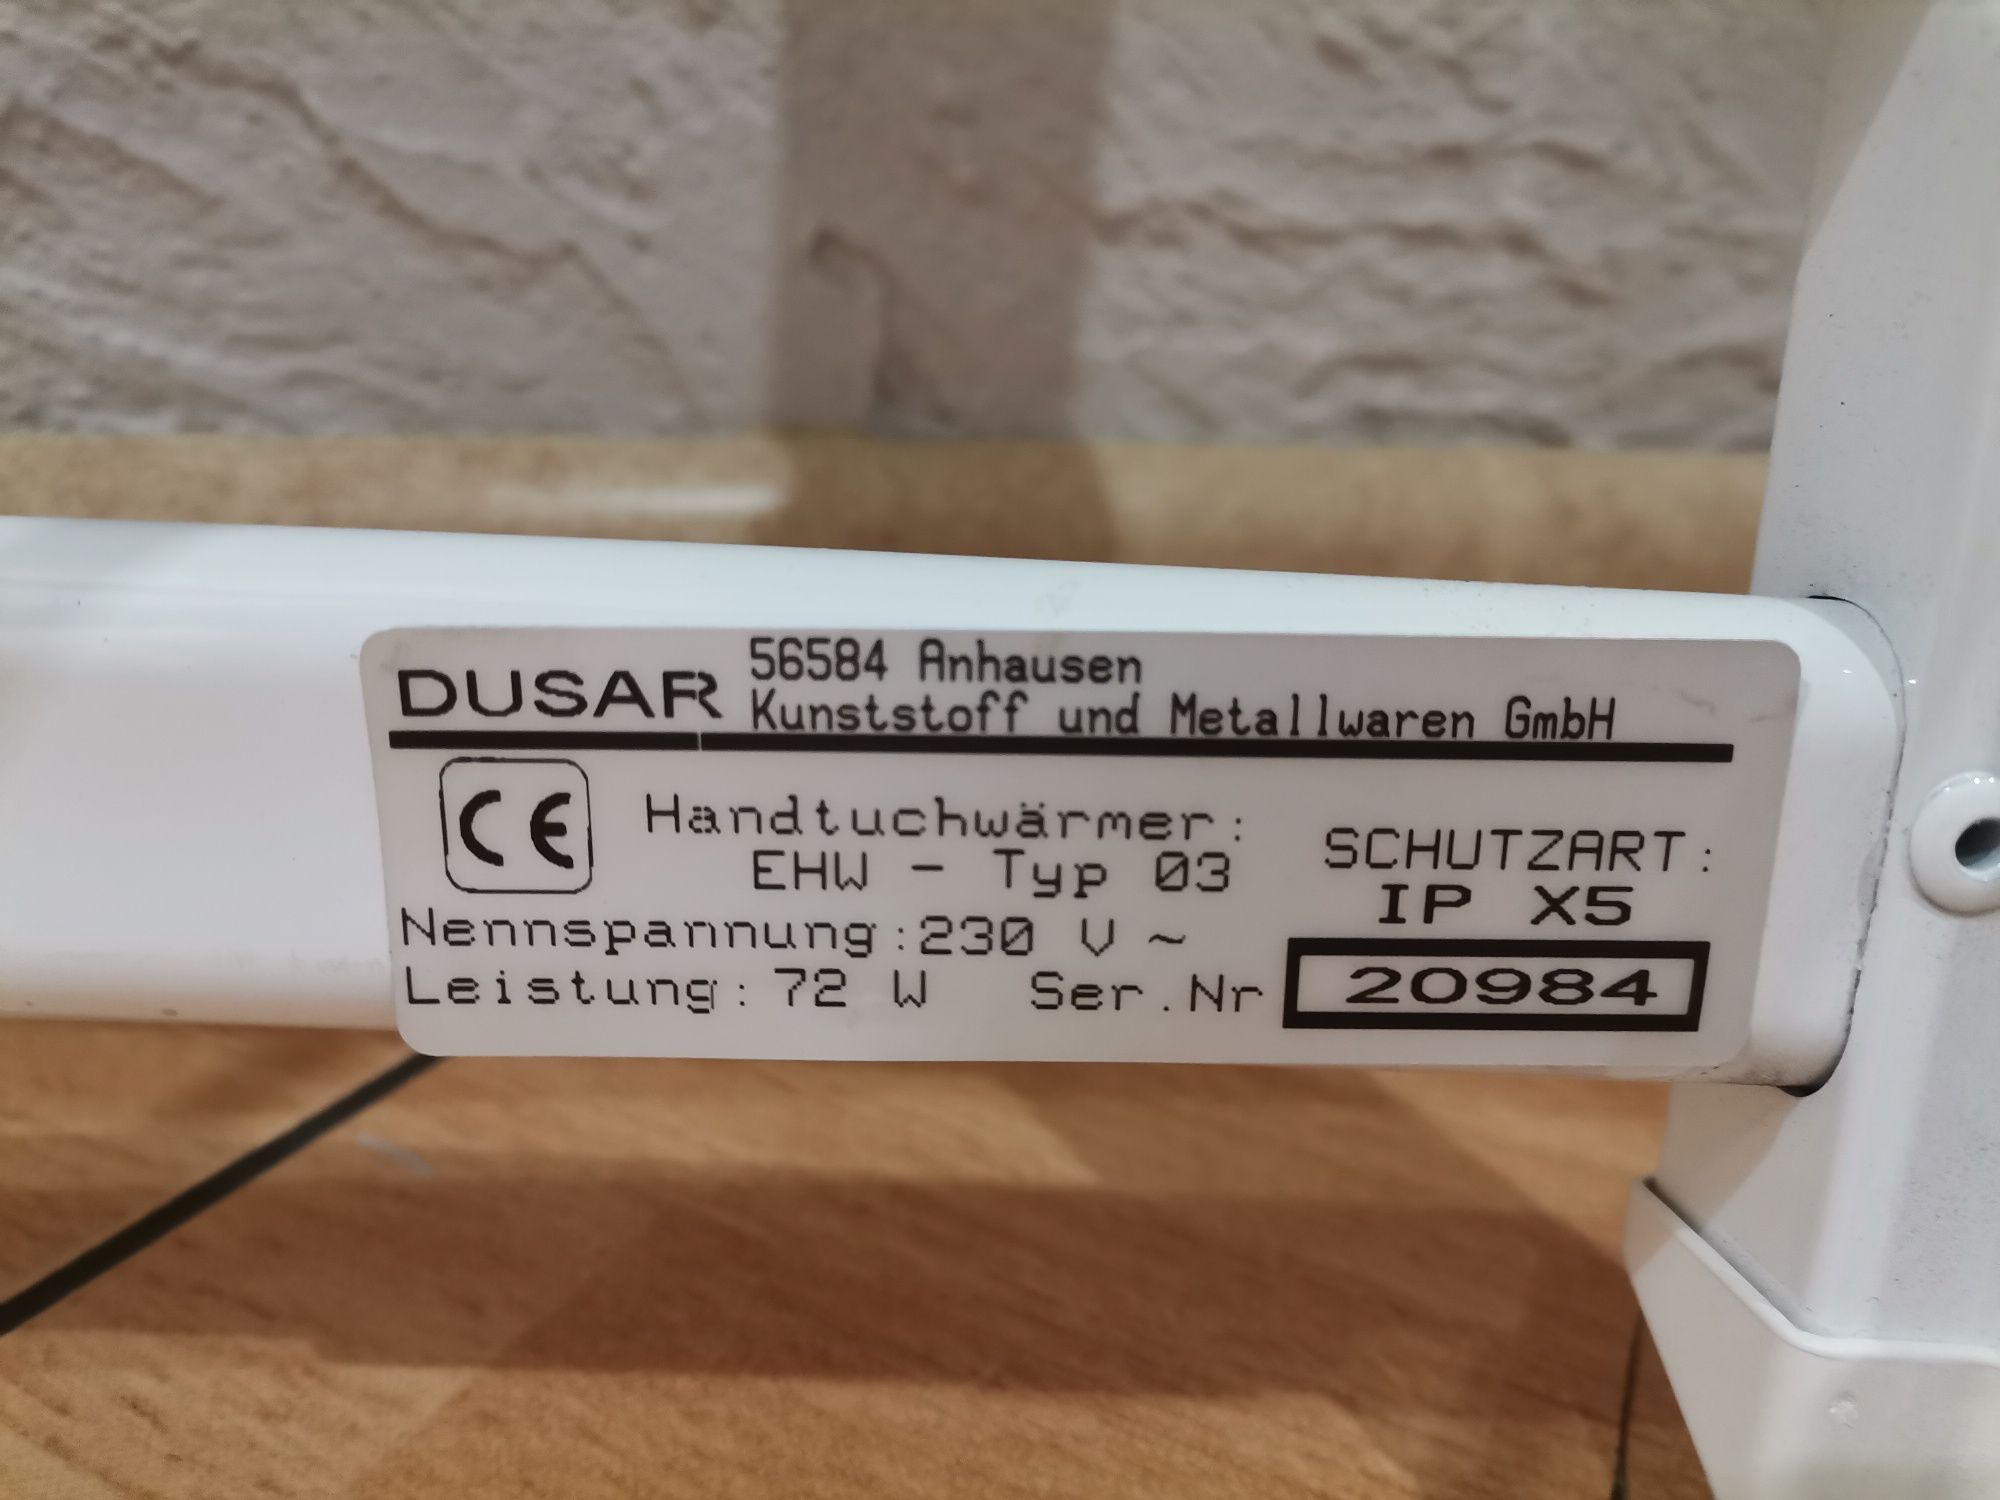 DUSAR
56584 Anhausen
Kunststoff und Metallwaren GmbH
CE
Handtuchwärmer:
EHW - Typ 03
SCHUTZART:
IP X5
Nennspannung:230 V ~
Leistung: 72 W Ser.Nr 20984